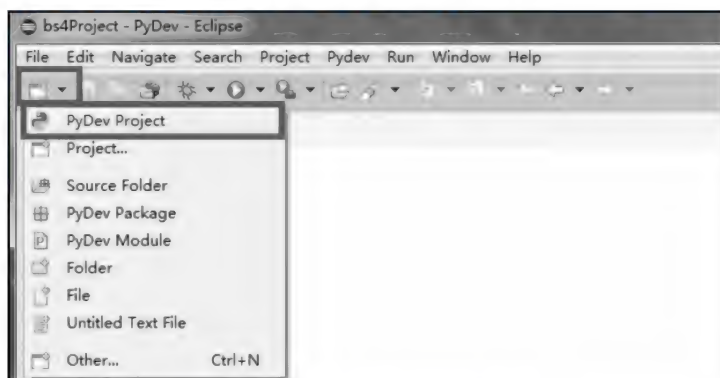 bs4Project - PyDev - Eclipse
File Edit Navigate Search Project Pydev Run Window Help
PyDev Project
Project...
Source Folder
PyDev Package
PyDev Module
Folder
File
Untitled Text File
Other... Ctrl+N